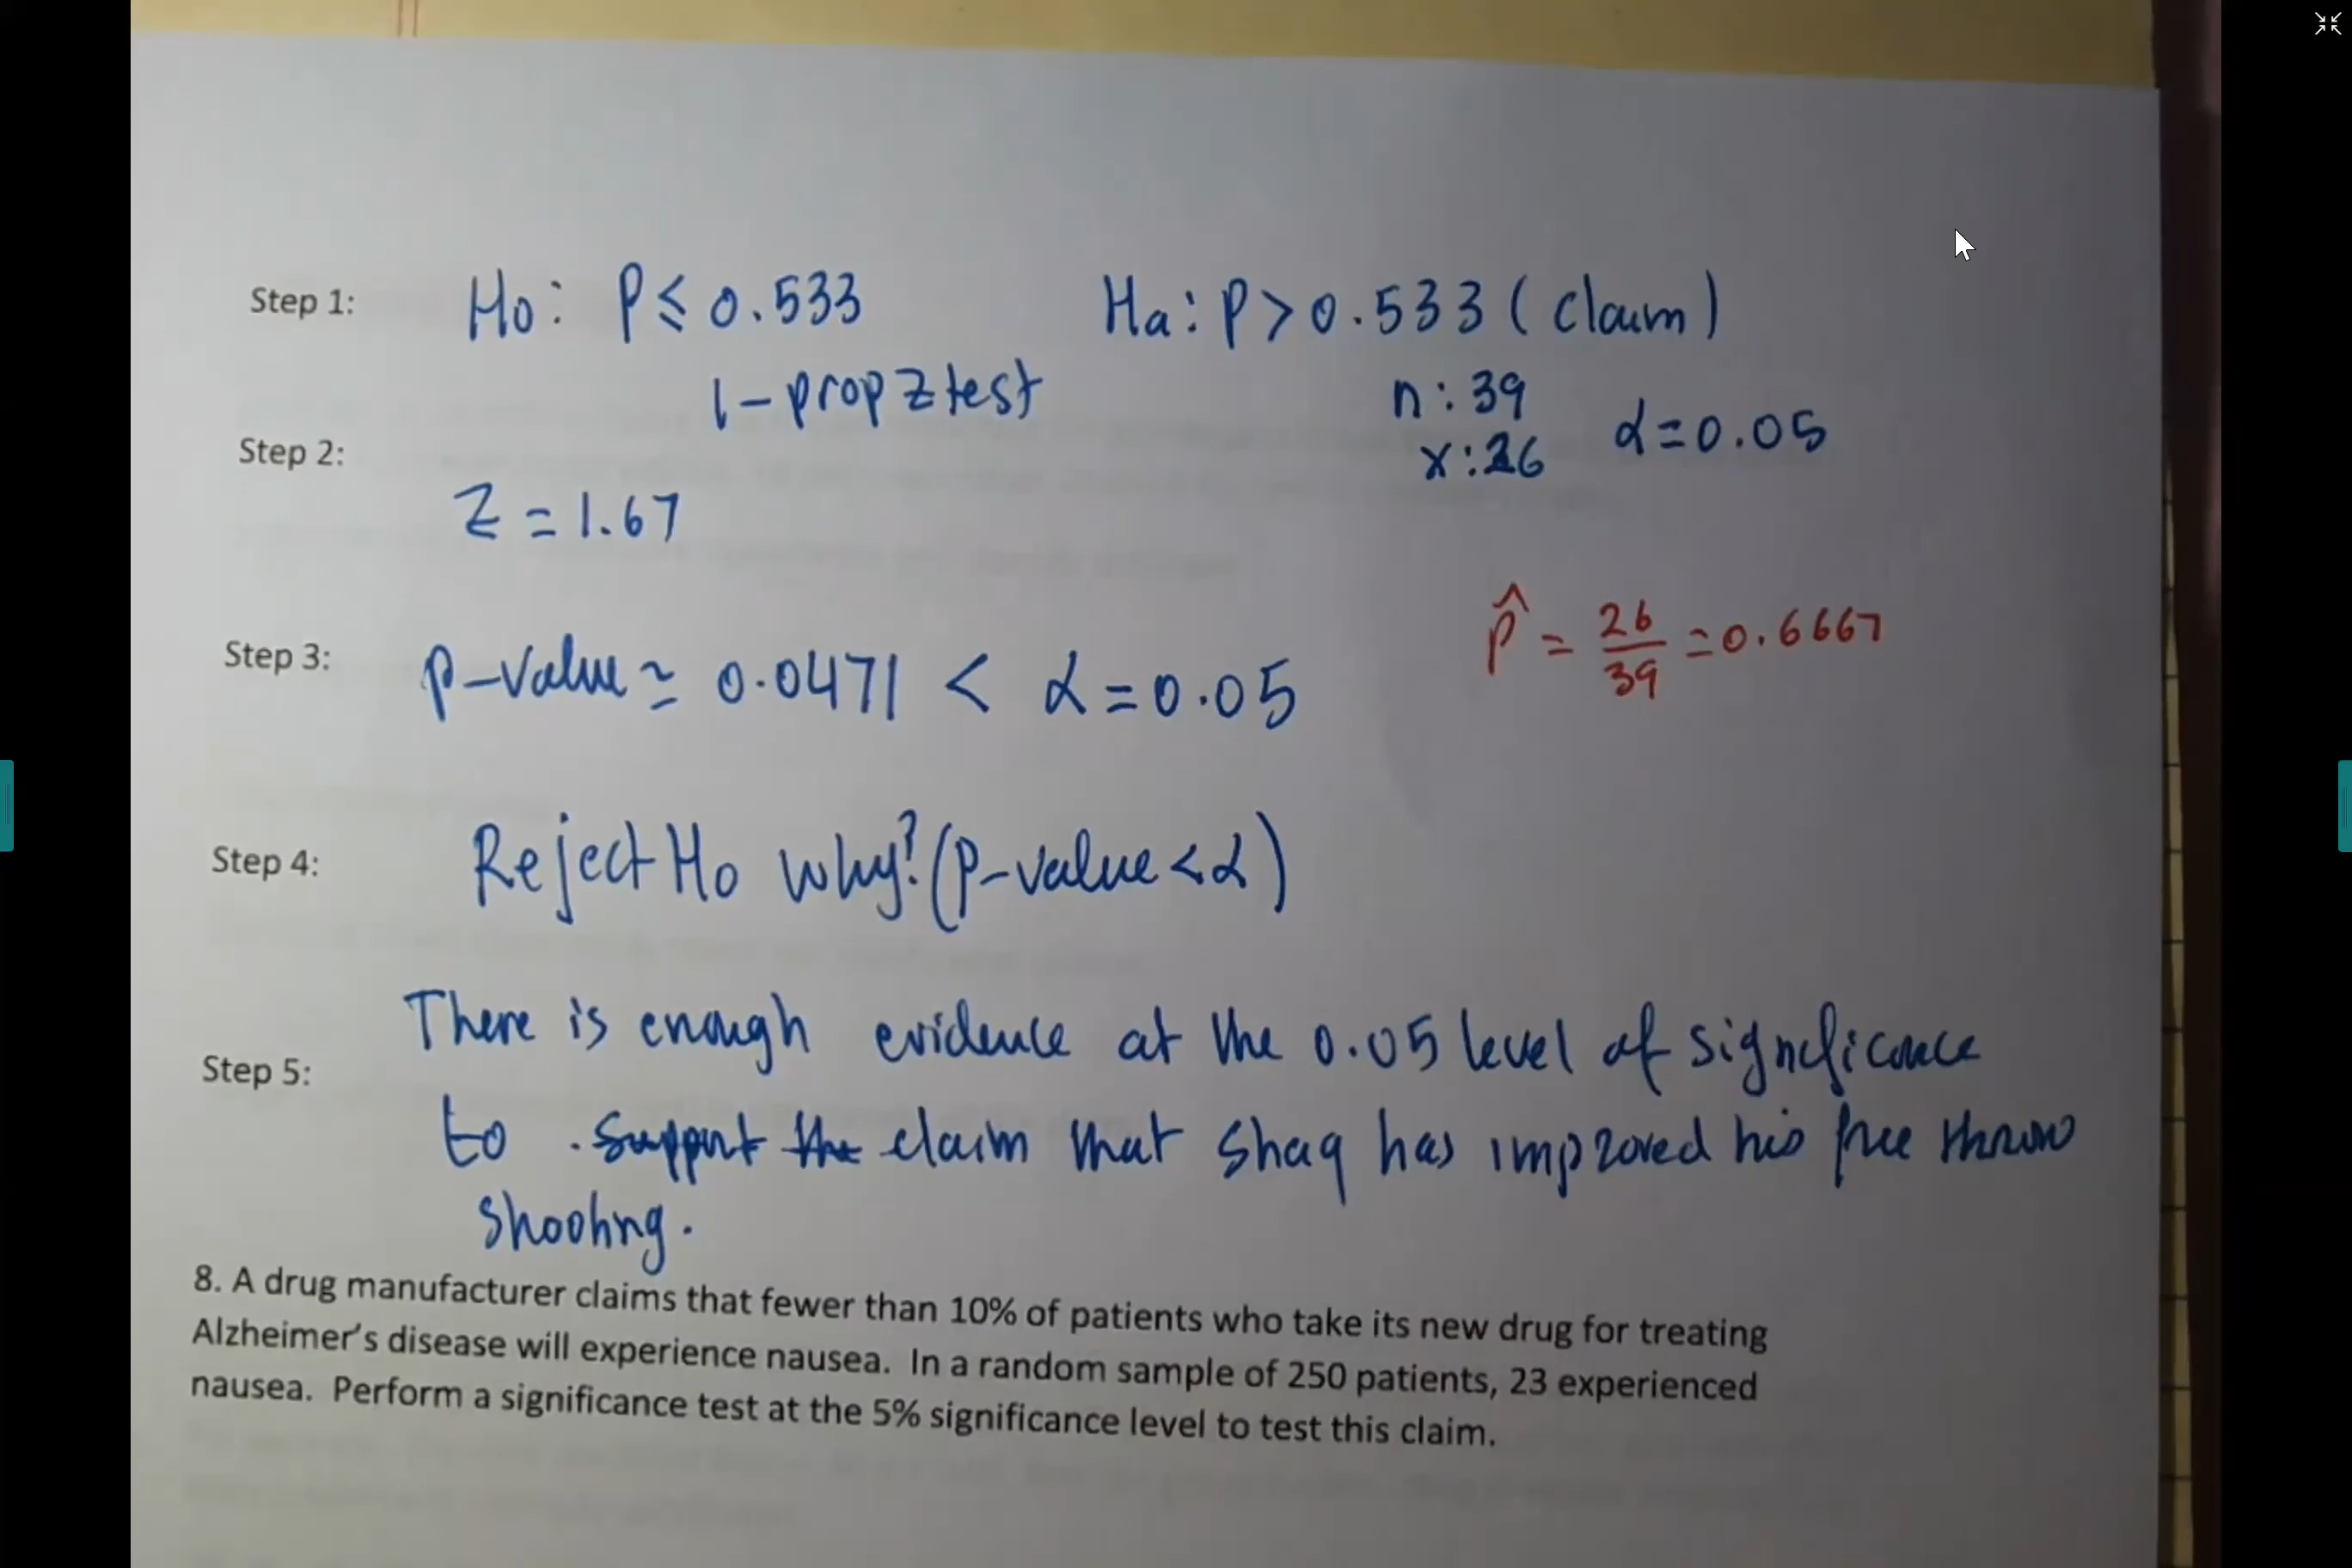 Step 1: Ho: P ≤ 0.533 Ha: P > 0.533 (claim)
1-prop Z test n: 39
α = 0.05
Step 2: x: 26
Z = 1.67
p̂ = 26/39 = 0.6667
Step 3: p-value ≃ 0.0471 < α = 0.05
Step 4: Reject Ho why? (P-value < α)
There is enough evidence at the 0.05 level of significance
Step 5:
to support the claim that Shaq has improved his free throw
shooting.
8. A drug manufacturer claims that fewer than 10% of patients who take its new drug for treating
Alzheimer's disease will experience nausea. In a random sample of 250 patients, 23 experienced
nausea. Perform a significance test at the 5% significance level to test this claim.